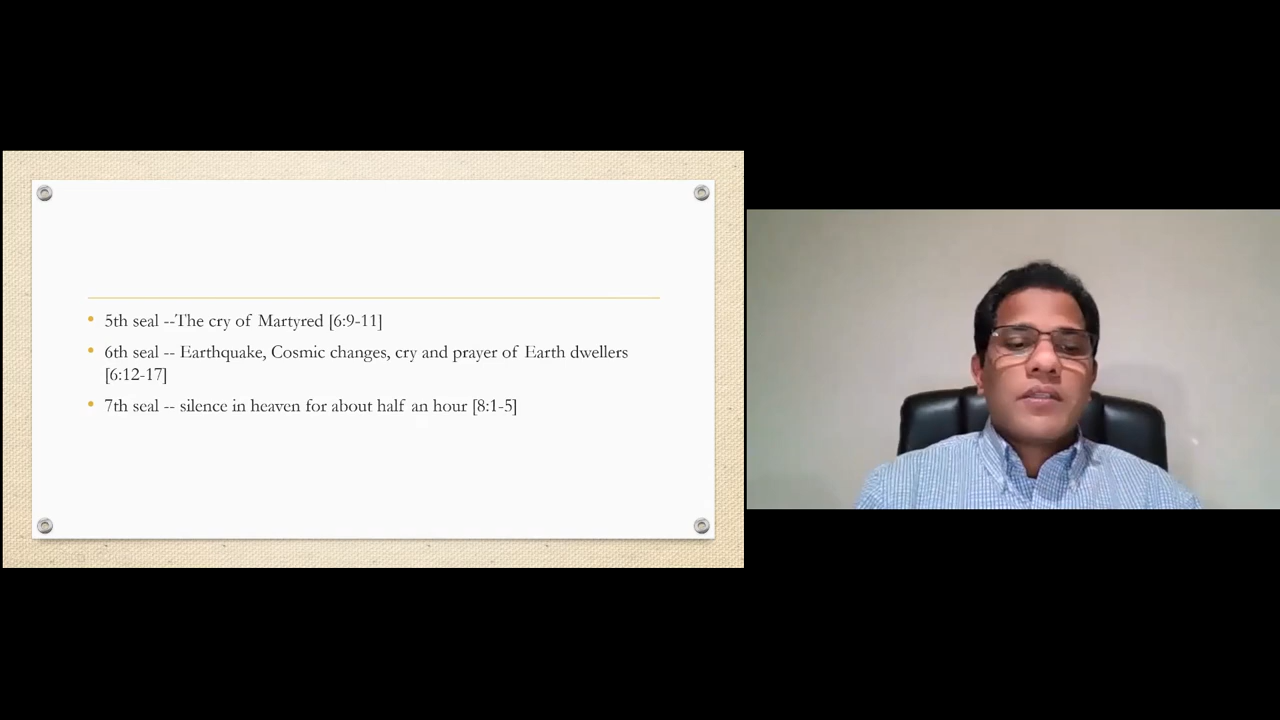 5th seal --The cry of Martyred [6:9-11]
6th seal -- Earthquake, Cosmic changes, cry and prayer of Earth dwellers
[6:12-17]
7th seal -- silence in heaven for about half an hour [8:1-5]